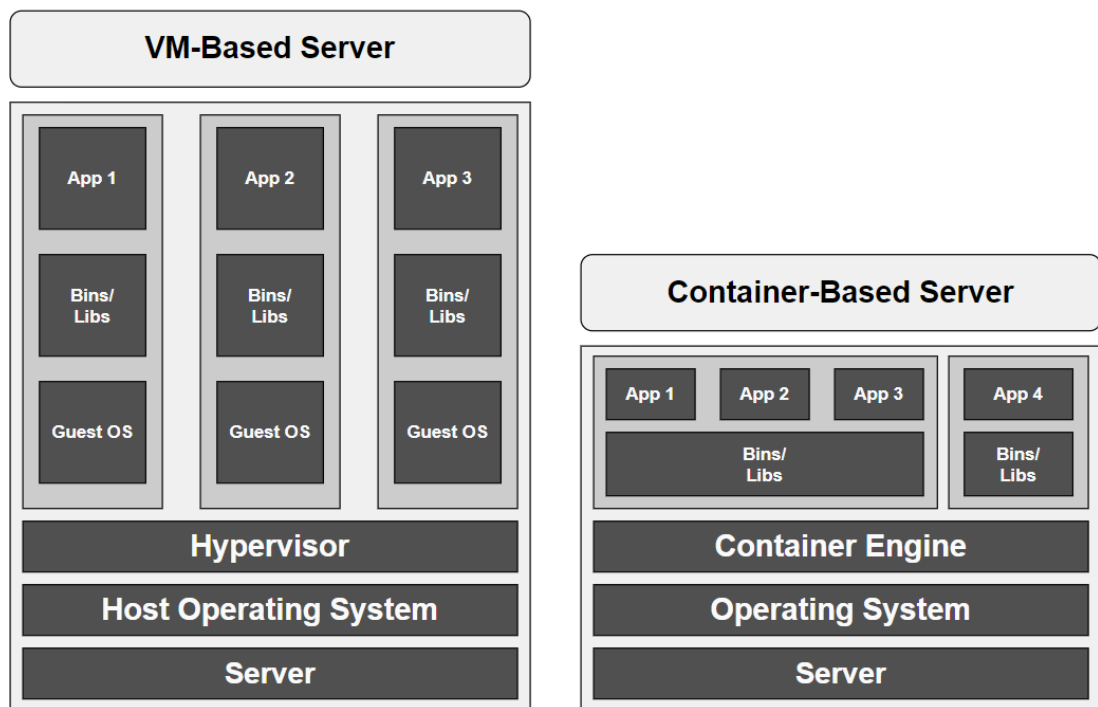 VM-Based Server
App 1
App 2
App 3
Bins/
Libs
Bins/
Libs
Bins/
Libs
Guest OS
Guest OS
Guest OS
Hypervisor
Host Operating System
Server
Container-Based Server
App 1
App 2
App 3
App 4
Bins/
Libs
Bins/
Libs
Container Engine
Operating System
Server